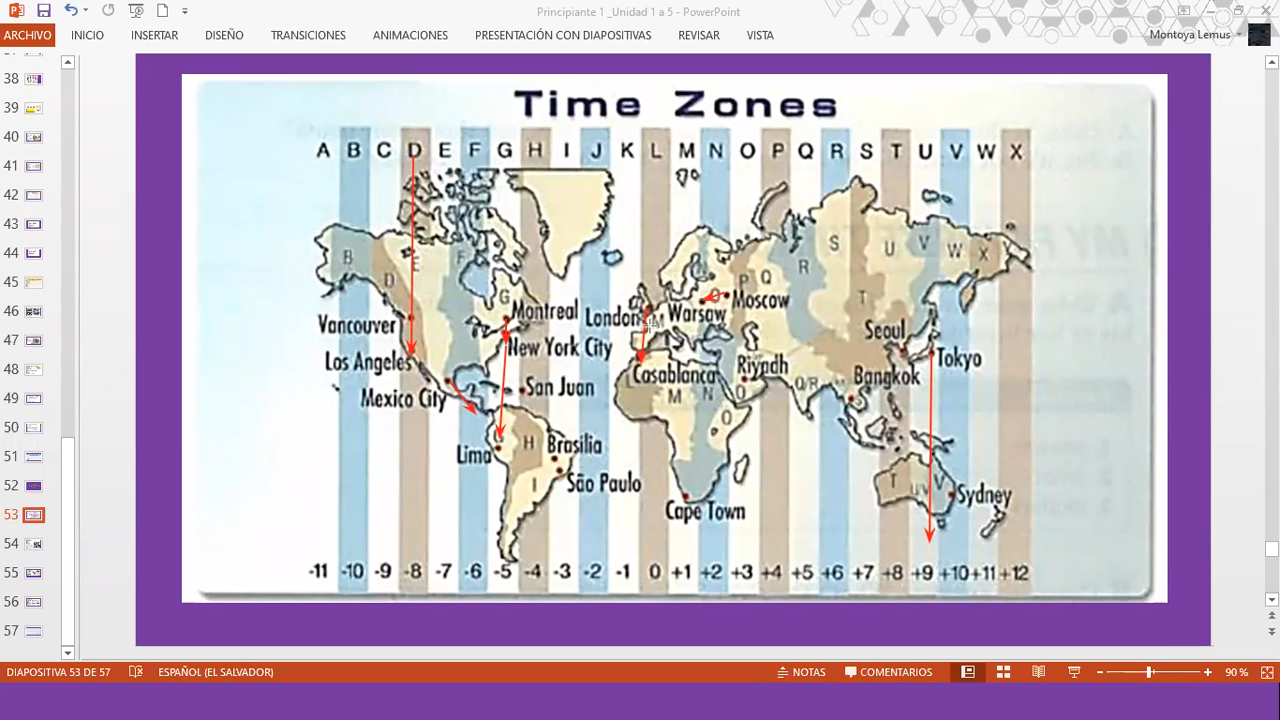 Principiante 1 _Unidad 1 a 5 - PowerPoint
ARCHIVO INICIO INSERTAR DISEÑO TRANSICIONES ANIMACIONES PRESENTACIÓN CON DIAPOSITIVAS REVISAR VISTA Montoya Lemus
38
39
40
41
42
43
44
45
46
47
48
49
50
51
52
53
54
55
56
57
Time Zones
A B C D E F G H I J K L M N O P Q R S T U V W X
B D E F G
P Q R S T U V W X
Montreal London Warsaw Moscow
Vancouver New York City Seoul
Los Angeles San Juan Casablanca Riyadh Bangkok Tokyo
Mexico City M N O O Q/R
Lima H Brasilia
I São Paulo Cape Town T U/V V Sydney
-11 -10 -9 -8 -7 -6 -5 -4 -3 -2 -1 0 +1 +2 +3 +4 +5 +6 +7 +8 +9 +10 +11 +12
DIAPOSITIVA 53 DE 57 ESPAÑOL (EL SALVADOR) NOTAS COMENTARIOS 90 %